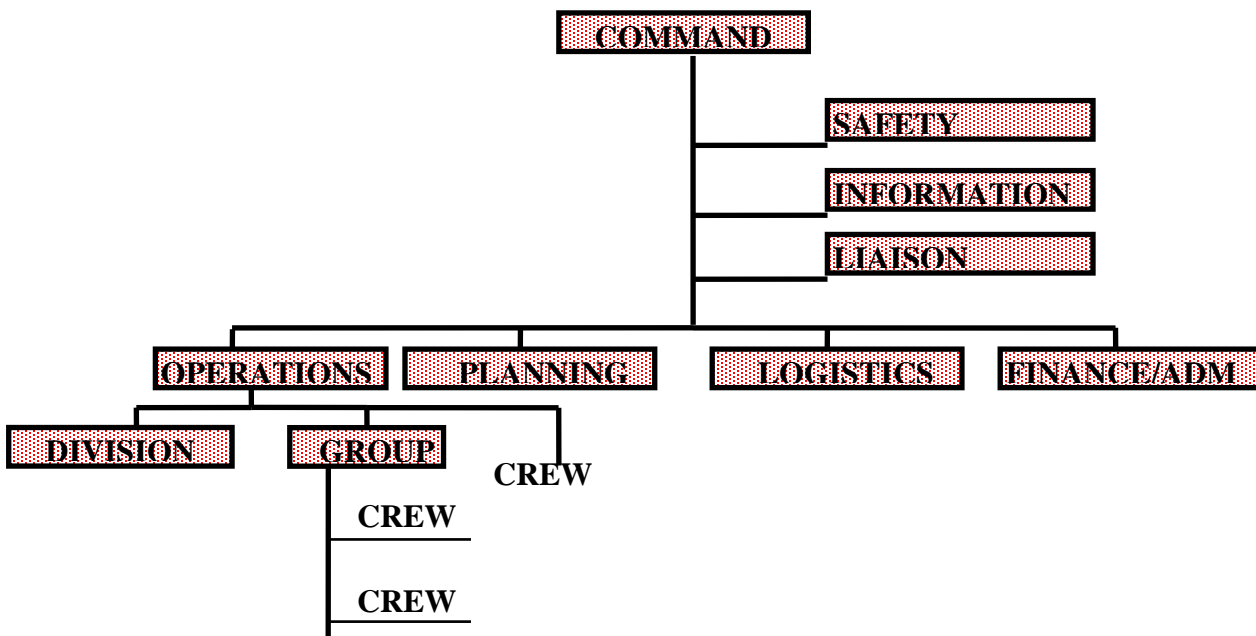 COMMAND
SAFETY
INFORMATION
LIAISON
OPERATIONS
PLANNING
LOGISTICS
FINANCE/ADM
DIVISION
GROUP
CREW
CREW
CREW